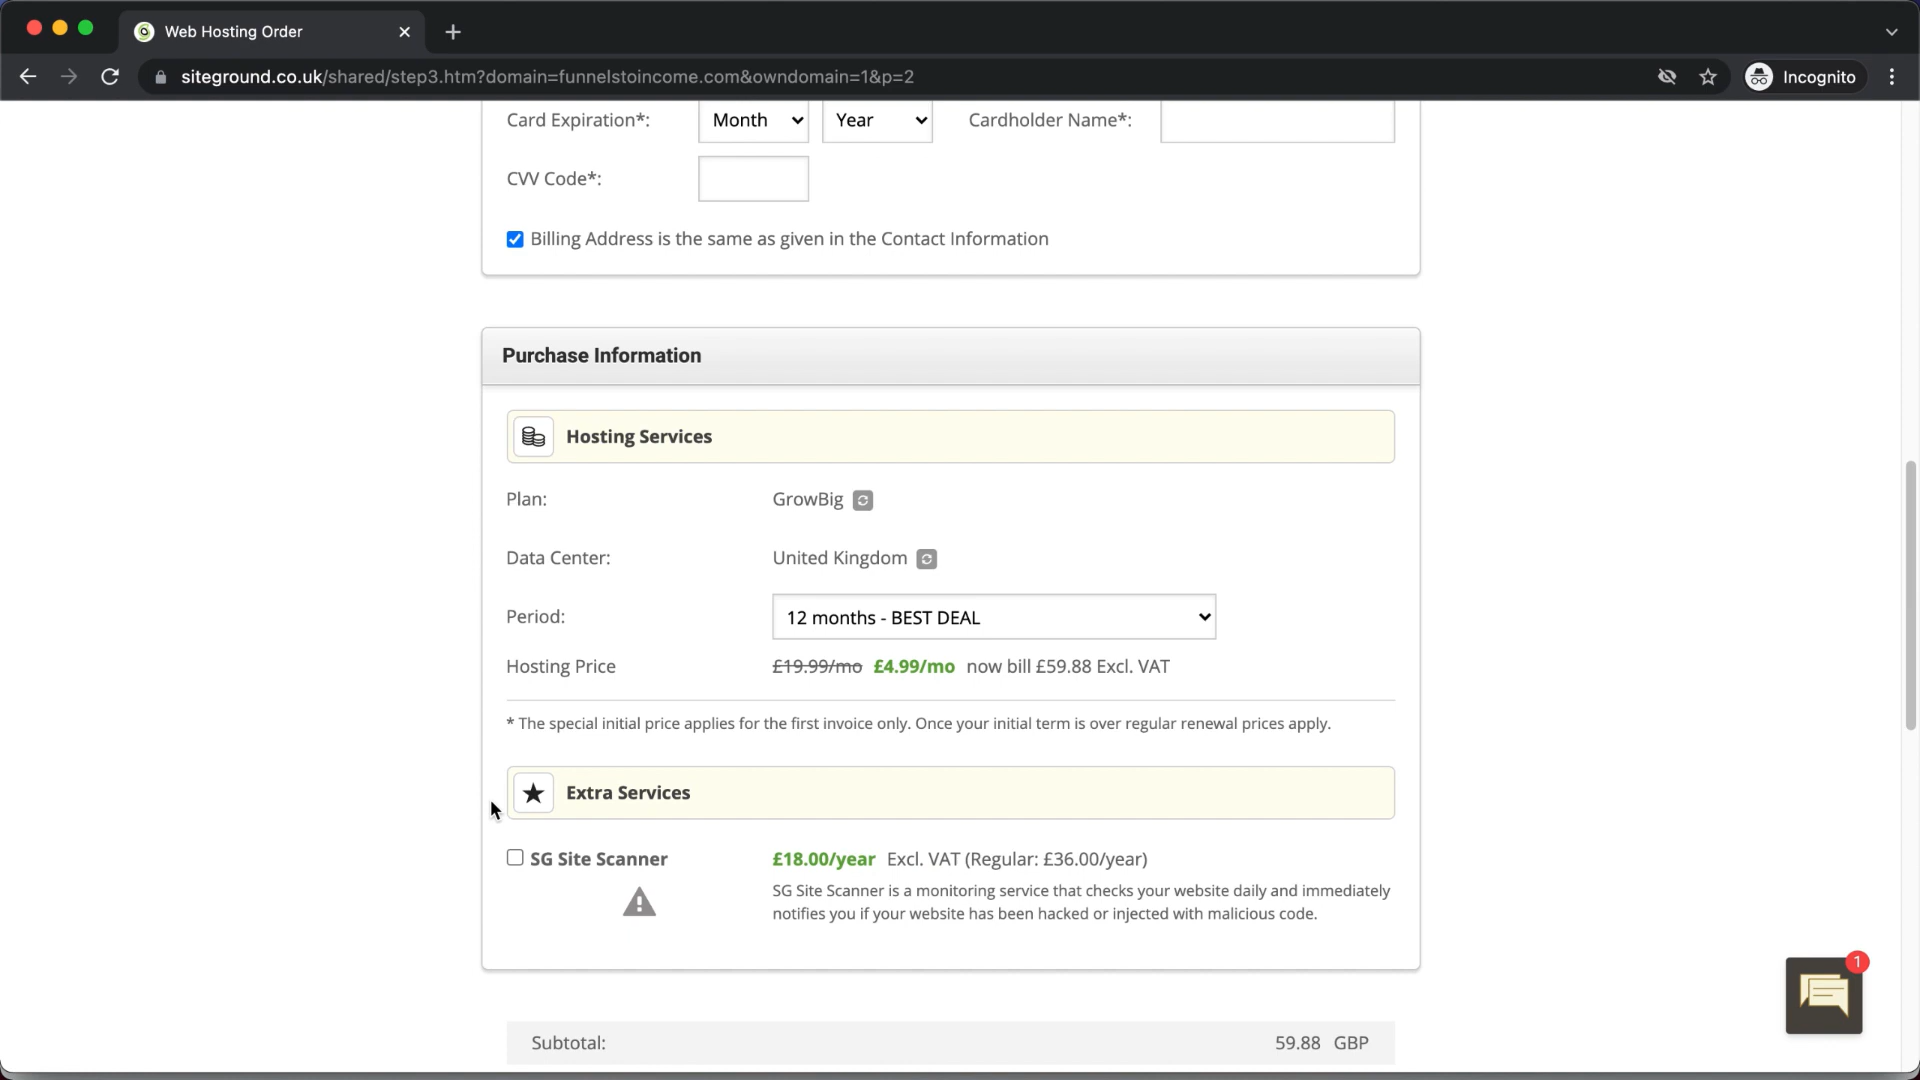 Web Hosting Order
siteground.co.uk/shared/step3.htm?domain=funnelstoincome.com&owndomain=1&p=2
Incognito
Card Expiration*: Month Year Cardholder Name*:
CVV Code*:
Billing Address is the same as given in the Contact Information
Purchase Information
Hosting Services
Plan: GrowBig
Data Center: United Kingdom
Period: 12 months - BEST DEAL
Hosting Price £19.99/mo £4.99/mo now bill £59.88 Excl. VAT
* The special initial price applies for the first invoice only. Once your initial term is over regular renewal prices apply.
Extra Services
SG Site Scanner £18.00/year Excl. VAT (Regular: £36.00/year)
SG Site Scanner is a monitoring service that checks your website daily and immediately
notifies you if your website has been hacked or injected with malicious code.
1
Subtotal: 59.88 GBP